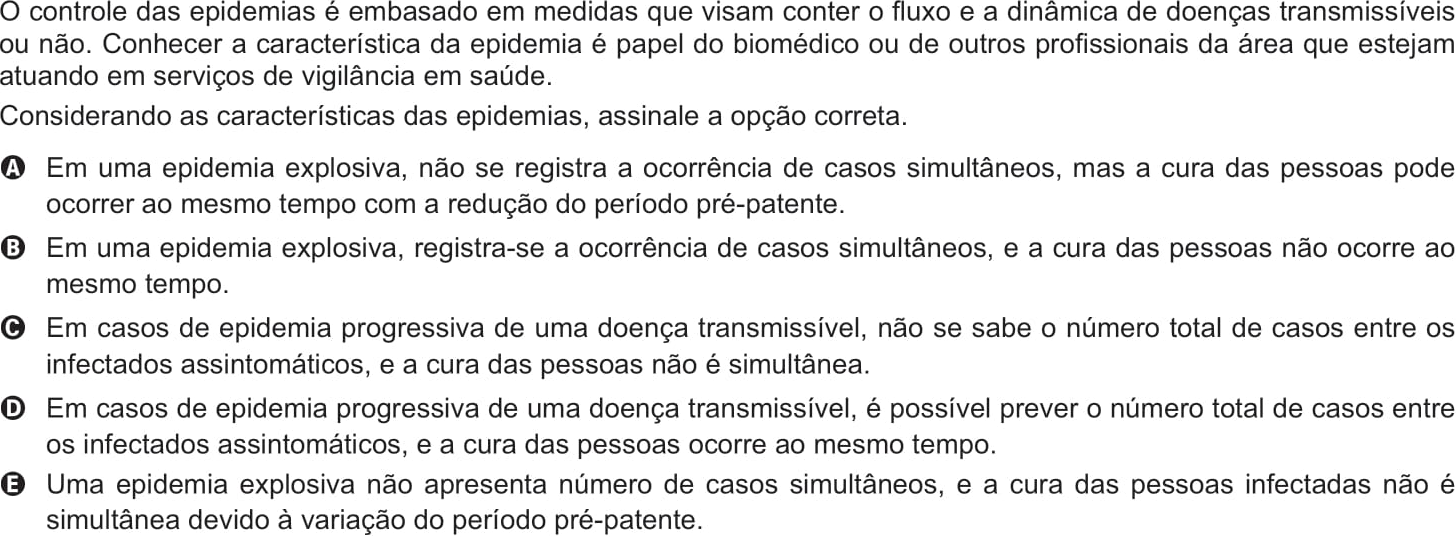 O controle das epidemias é embasado em medidas que visam conter o fluxo e a dinâmica de doenças transmissíveis
ou não. Conhecer a característica da epidemia é papel do biomédico ou de outros profissionais da área que estejam
atuando em serviços de vigilância em saúde.
Considerando as características das epidemias, assinale a opção correta.
A Em uma epidemia explosiva, não se registra a ocorrência de casos simultâneos, mas a cura das pessoas pode
ocorrer ao mesmo tempo com a redução do período pré-patente.
B Em uma epidemia explosiva, registra-se a ocorrência de casos simultâneos, e a cura das pessoas não ocorre ao
mesmo tempo.
C Em casos de epidemia progressiva de uma doença transmissível, não se sabe o número total de casos entre os
infectados assintomáticos, e a cura das pessoas não é simultânea.
D Em casos de epidemia progressiva de uma doença transmissível, é possível prever o número total de casos entre
os infectados assintomáticos, e a cura das pessoas ocorre ao mesmo tempo.
E Uma epidemia explosiva não apresenta número de casos simultâneos, e a cura das pessoas infectadas não é
simultânea devido à variação do período pré-patente.